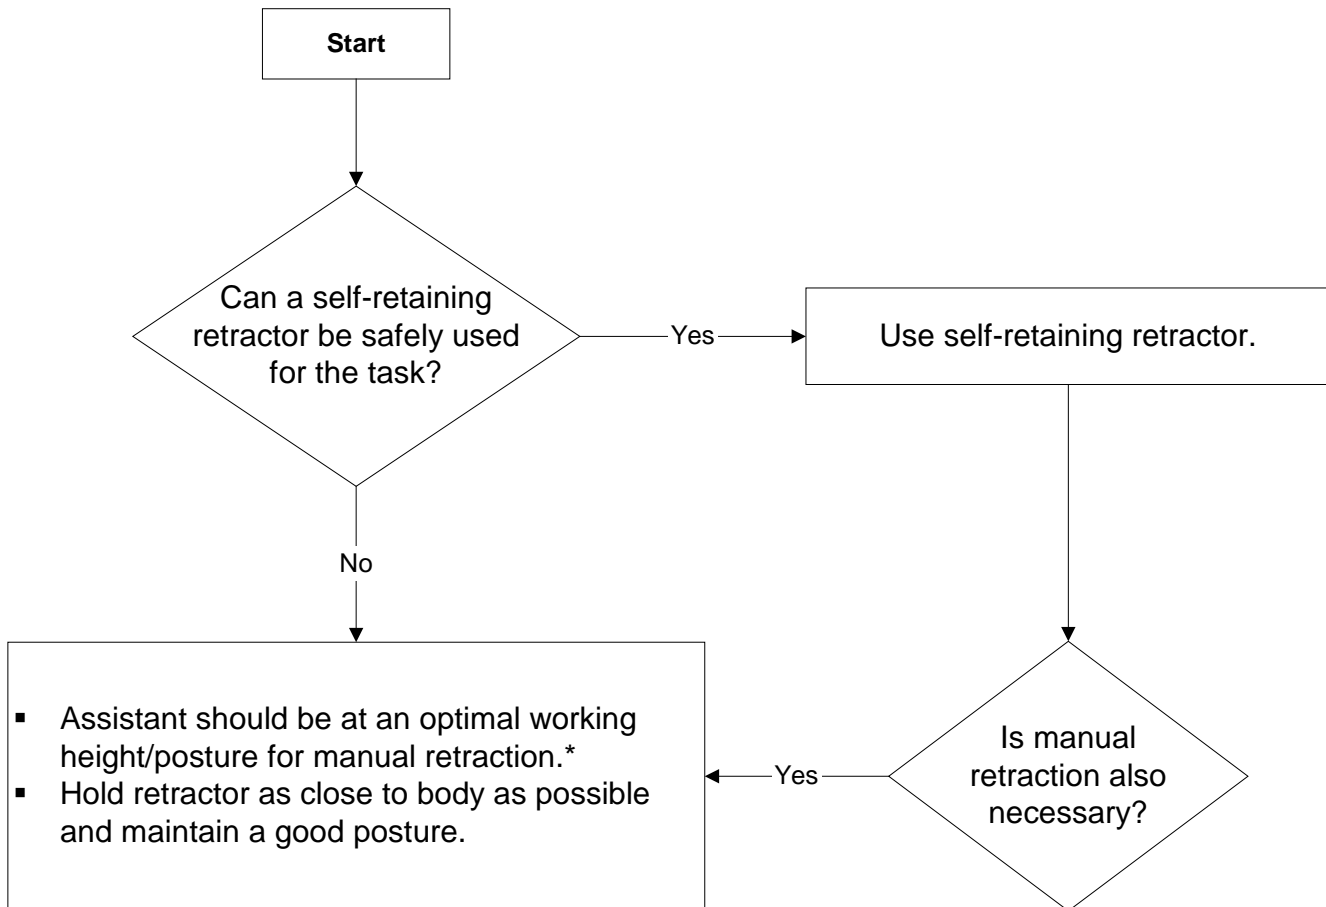 Start
Can a self-retaining
retractor be safely used
for the task?
Yes
Use self-retaining retractor.
No
▪ Assistant should be at an optimal working
height/posture for manual retraction.*
▪ Hold retractor as close to body as possible
and maintain a good posture.
Yes
Is manual
retraction also
necessary?